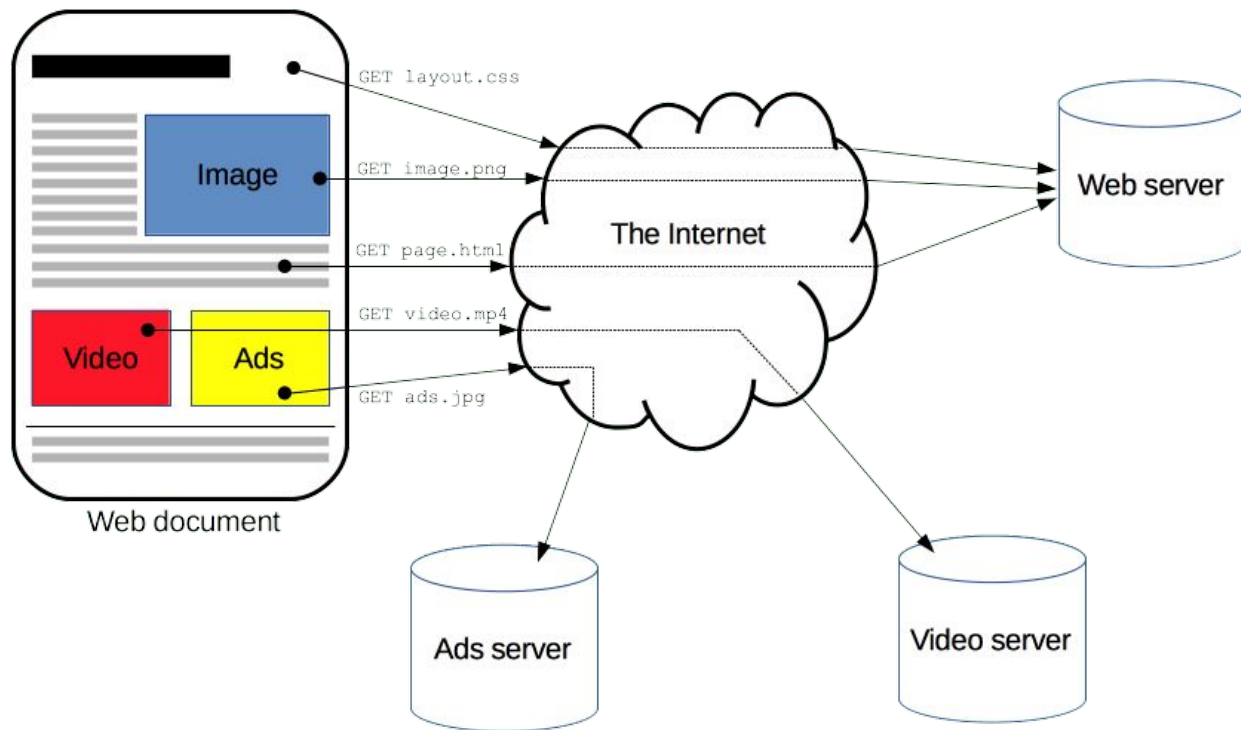 GET layout.css
Image
GET image.png
Web server
The Internet
GET page.html
GET video.mp4
Video
Ads
GET ads.jpg
Web document
Ads server
Video server